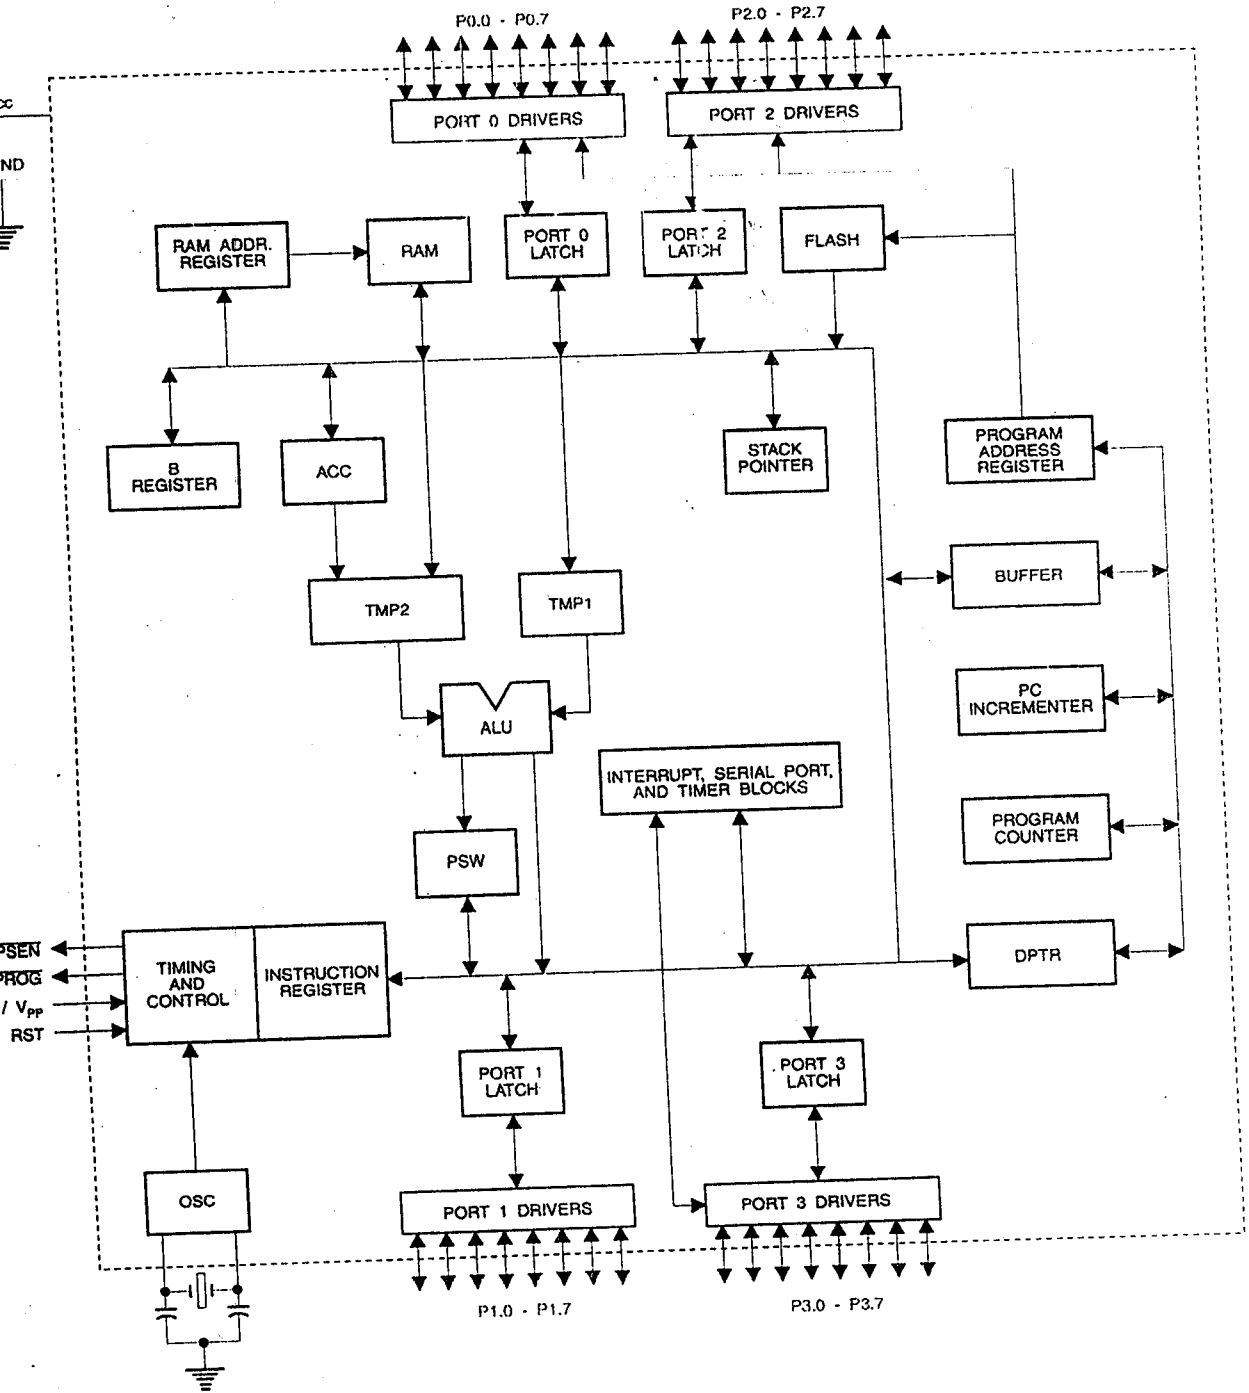 P0.0 - P0.7
P2.0 - P2.7
PORT 0 DRIVERS
PORT 2 DRIVERS
CC
ND
RAM ADDR.
REGISTER
RAM
PORT 0
LATCH
PORT 2
LATCH
FLASH
B
REGISTER
ACC
STACK
POINTER
PROGRAM
ADDRESS
REGISTER
TMP2
TMP1
BUFFER
ALU
PC
INCREMENTER
INTERRUPT, SERIAL PORT,
AND TIMER BLOCKS
PROGRAM
COUNTER
PSW
PSEN
PROG
/ VPP
RST
TIMING
AND
CONTROL
INSTRUCTION
REGISTER
DPTR
PORT 1
LATCH
PORT 3
LATCH
OSC
PORT 1 DRIVERS
PORT 3 DRIVERS
P1.0 - P1.7
P3.0 - P3.7